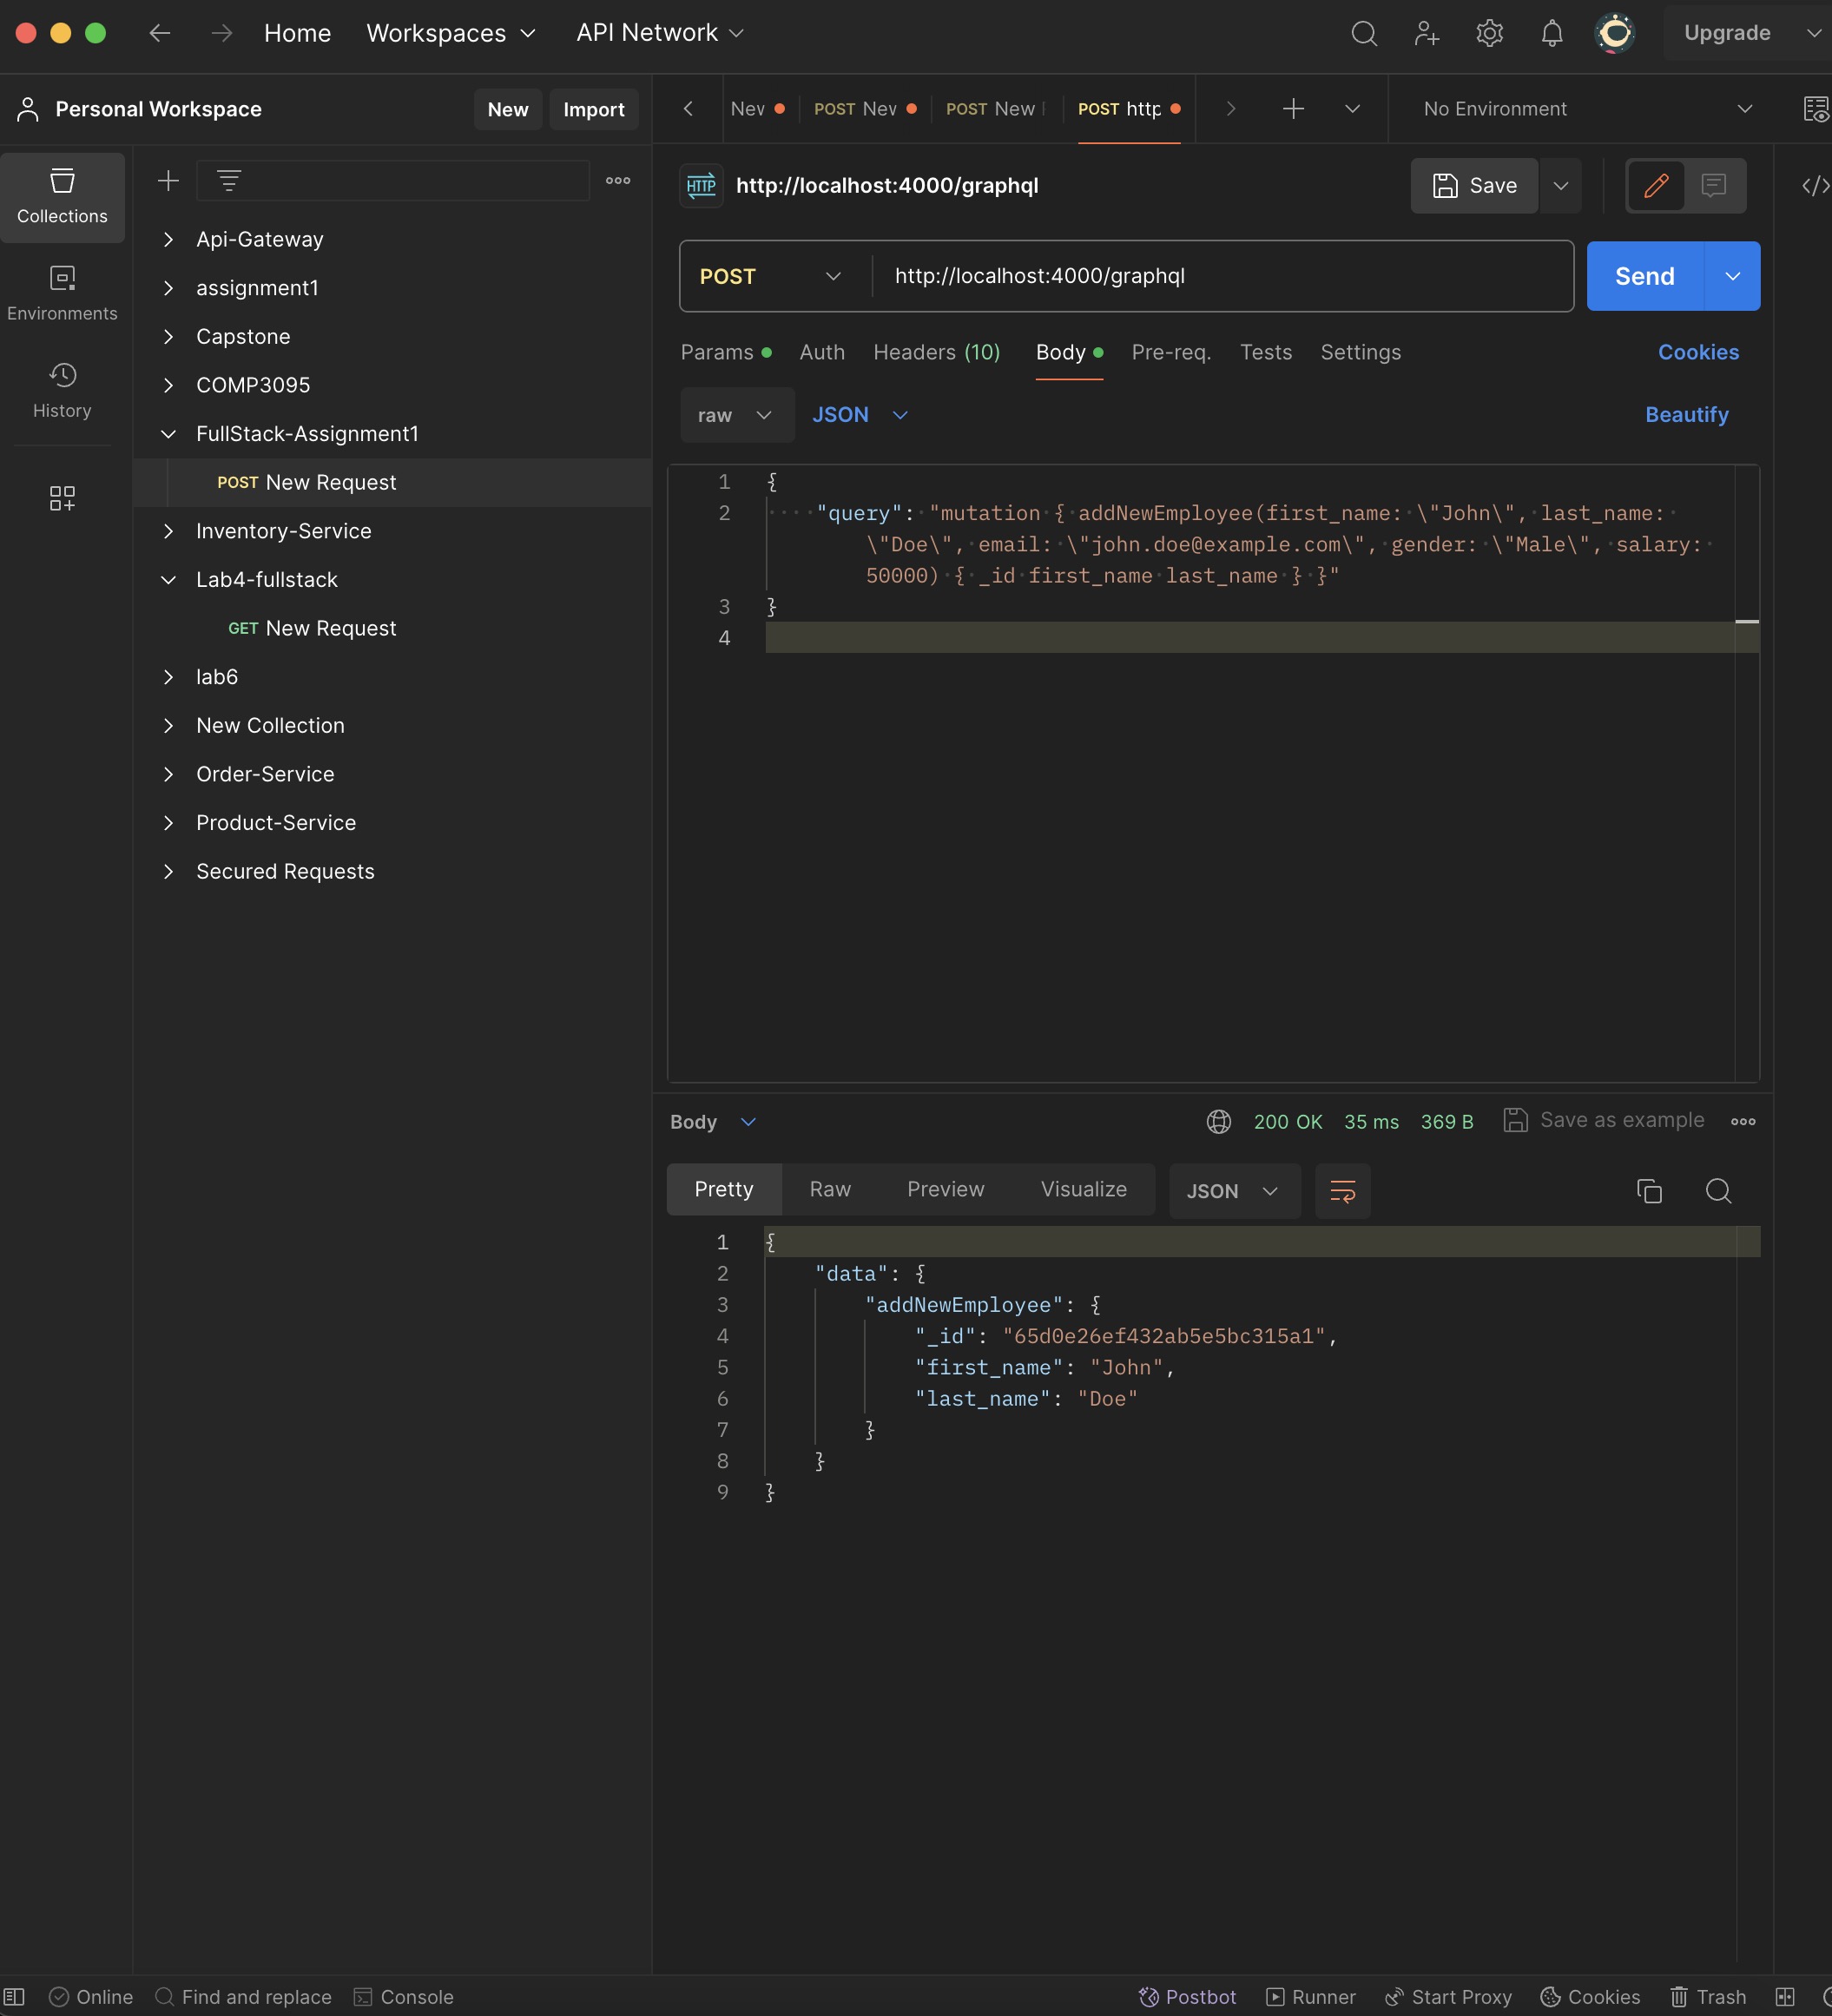 Home Workspaces API Network Upgrade
Personal Workspace New Import
POST POST New POST http No Environment
Collections
Environments
History
Api-Gateway
assignment1
Capstone
COMP3095
FullStack-Assignment1
POST New Request
Inventory-Service
Lab4-fullstack
GET New Request
lab6
New Collection
Order-Service
Product-Service
Secured Requests
HTTP http://localhost:4000/graphql Save
POST http://localhost:4000/graphql Send
Params Auth Headers (10) Body Pre-req. Tests Settings Cookies
raw JSON Beautify
1 {
2 "query": "mutation { addNewEmployee(first_name: \"John\", last_name:
\"Doe\", email: \"john.doe@example.com\", gender: \"Male\", salary:
50000) { _id first_name last_name } }"
3 }
4
Body 200 OK 35 ms 369 B Save as example
Pretty Raw Preview Visualize JSON
1 {
2 "data": {
3 "addNewEmployee": {
4 "_id": "65d0e26ef432ab5e5bc315a1",
5 "first_name": "John",
6 "last_name": "Doe"
7 }
8 }
9 }
Online Find and replace Console Postbot Runner Start Proxy Cookies Trash